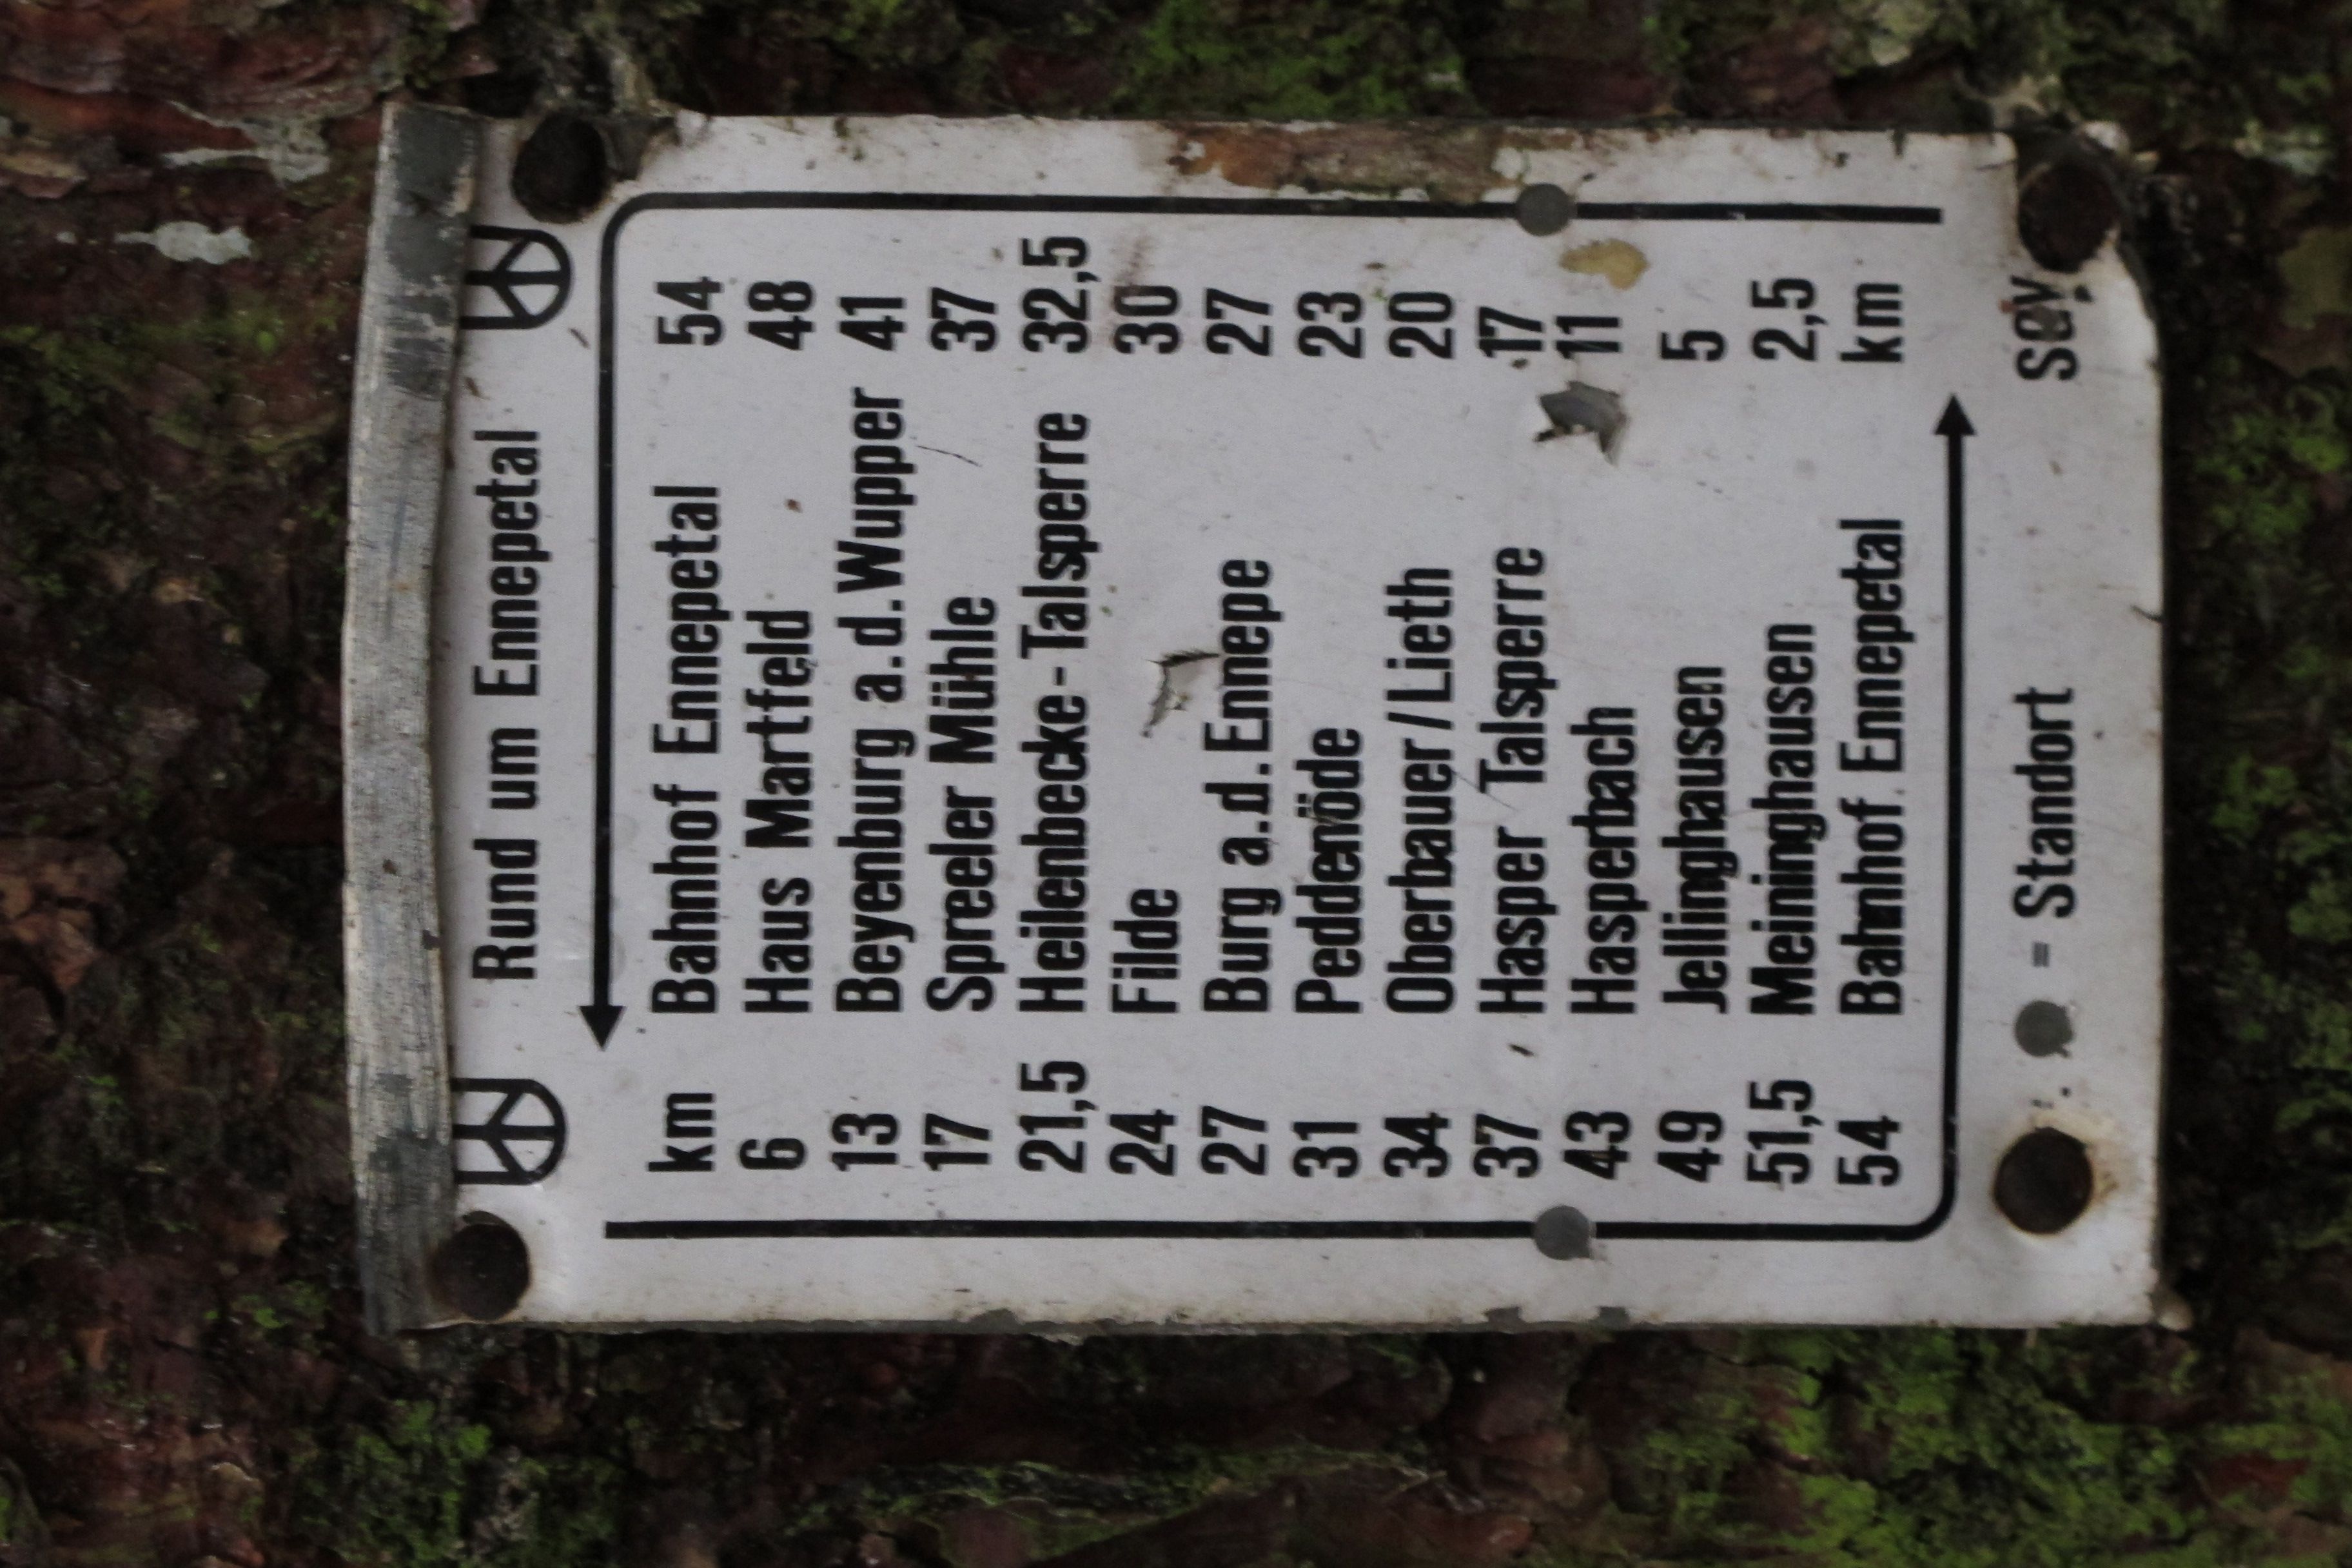 Rund um Ennepetal
km Bahnhof Ennepetal 54
6 Haus Martfeld 48
13 Beyenburg a.d.Wupper 41
17 Spreeler Mühle 37
21,5 Heilenbecke-Talsperre 32,5
24 Filde 30
27 Burg a.d.Ennepe 27
31 Peddenöde 23
34 Oberbauer/Lieth 20
37 Hasper Talsperre 17
43 Hasperbach 11
49 Jellinghausen 5
51,5 Meininghausen 2,5
54 Bahnhof Ennepetal km
= Standort SGV